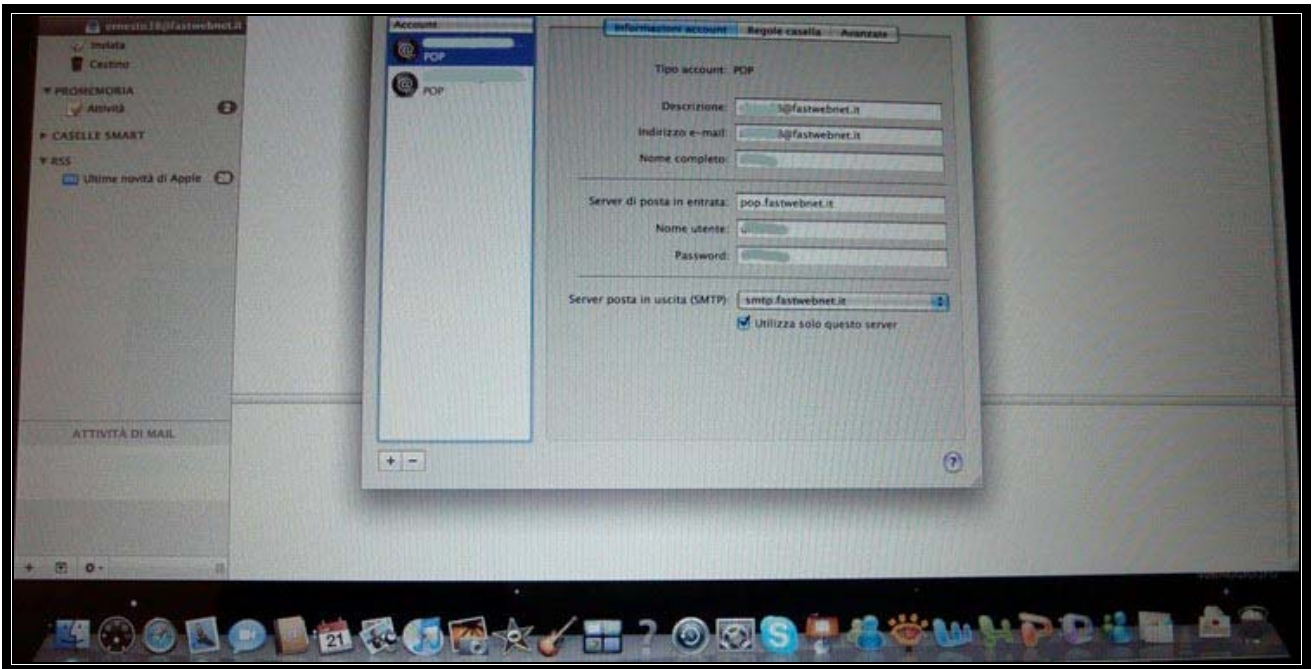 Inviata
Cestino
PROMEMORIA
Attività 2
CASELLE SMART
RSS
Ultime novità di Apple
ATTIVITÀ DI MAIL
Account
POP
POP
Informazioni account Regole casella Avanzate
Tipo account: POP
Descrizione: @fastwebnet.it
Indirizzo e-mail: @fastwebnet.it
Nome completo:
Server di posta in entrata: pop.fastwebnet.it
Nome utente:
Password:
Server posta in uscita (SMTP): smtp.fastwebnet.it
Utilizza solo questo server
?
21